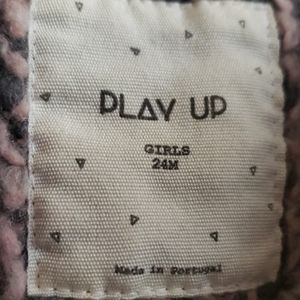 PLAY UP
GIRLS
24M
Made in Portugal